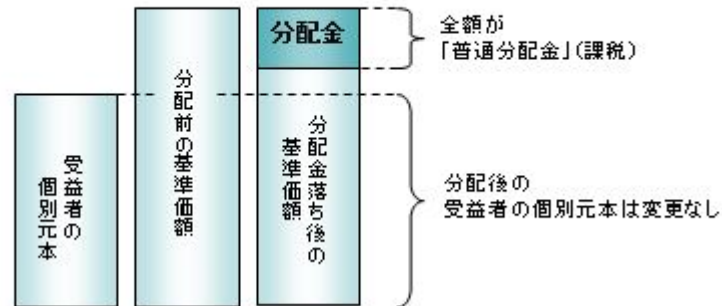 受益者の
個別元本
分配前の基準価額
分配金
分配金落ち後の
基準価額
全額が
「普通分配金」(課税)
分配後の
受益者の個別元本は変更なし